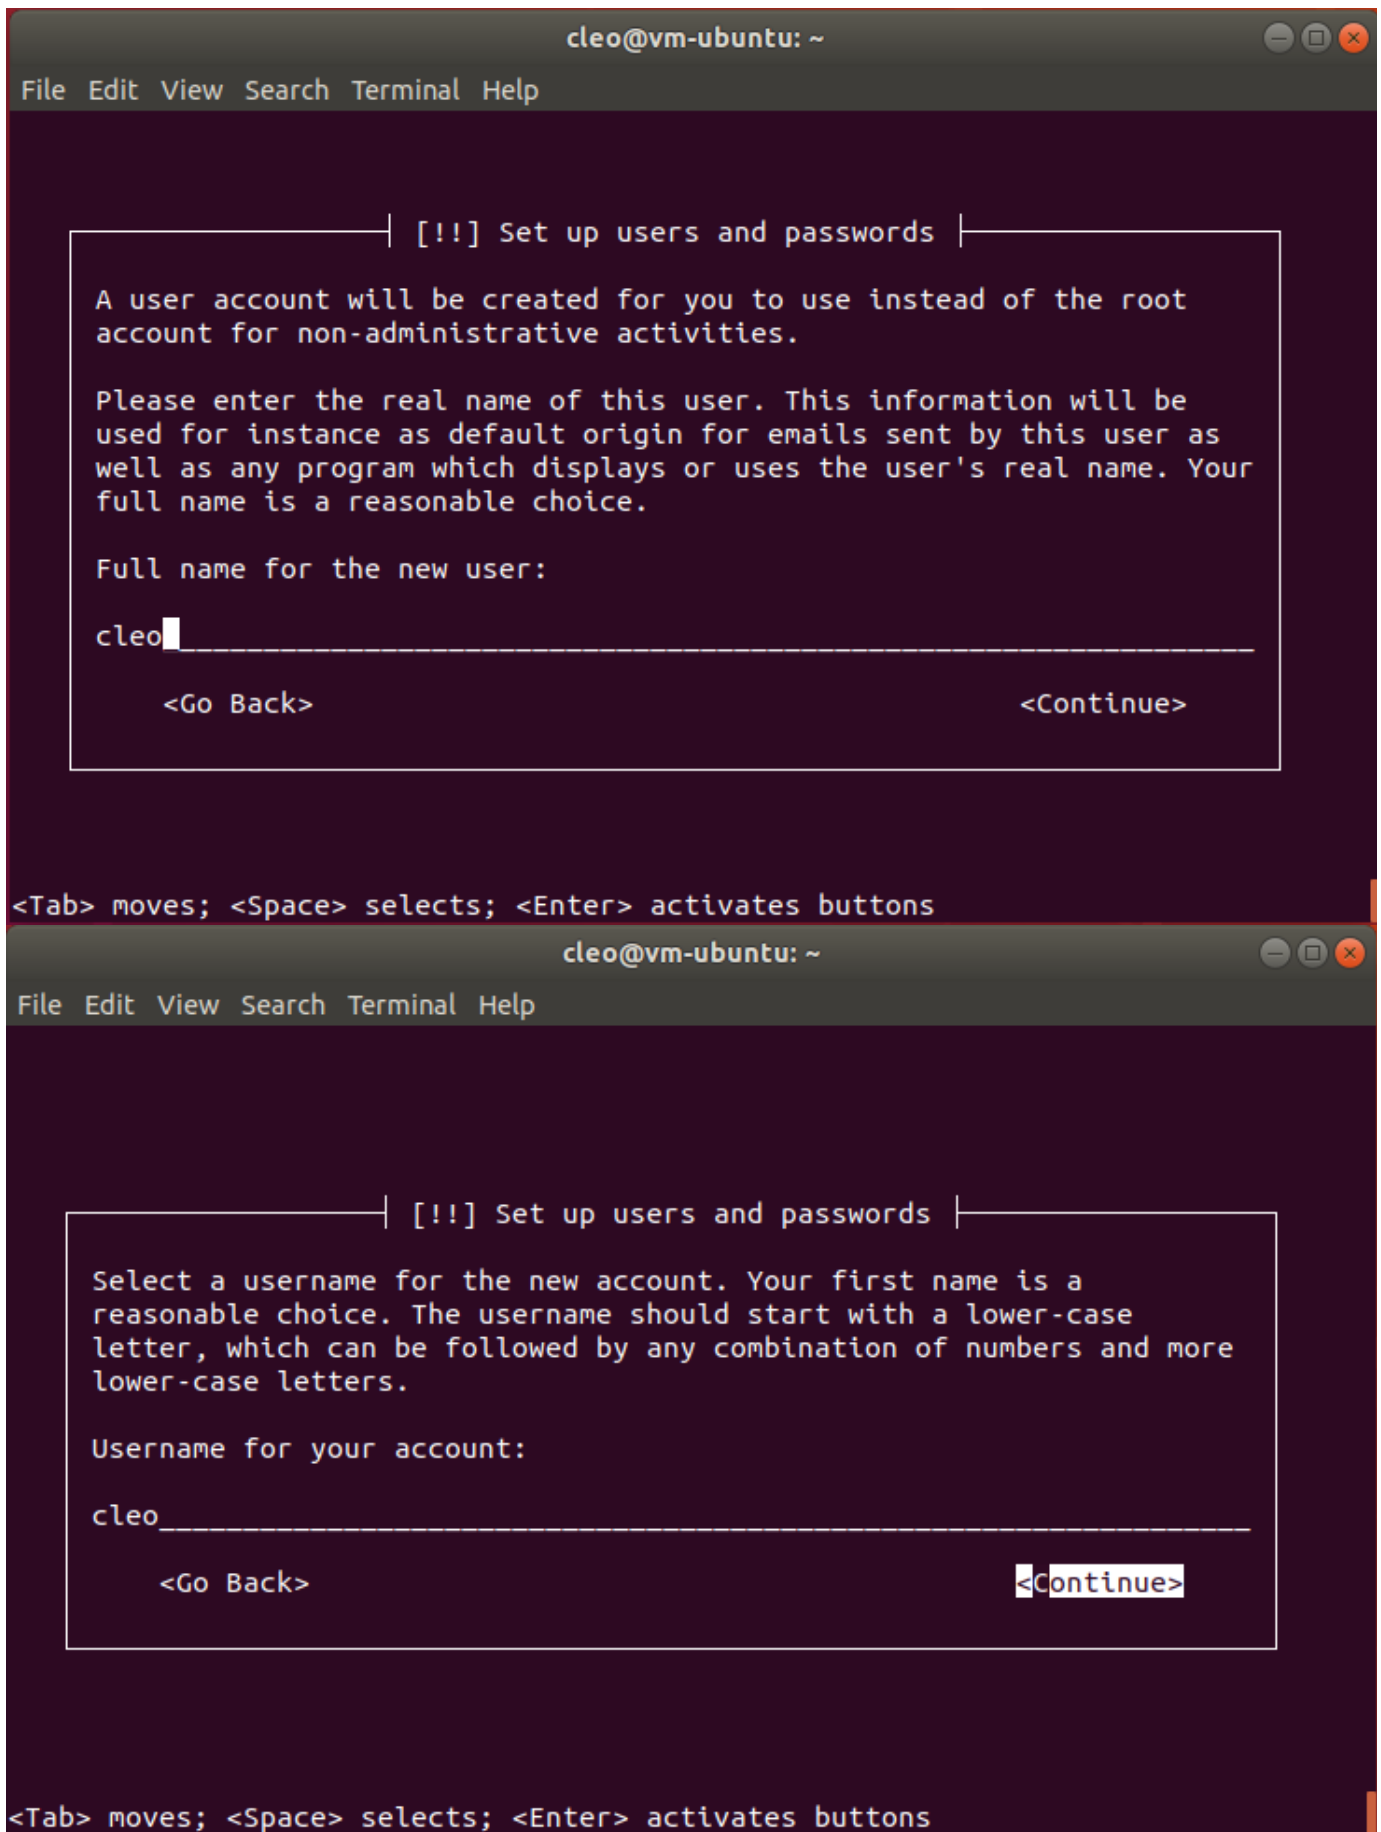 cleo@vm-ubuntu: ~
File Edit View Search Terminal Help
[!!] Set up users and passwords
A user account will be created for you to use instead of the root
account for non-administrative activities.
Please enter the real name of this user. This information will be
used for instance as default origin for emails sent by this user as
well as any program which displays or uses the user's real name. Your
full name is a reasonable choice.
Full name for the new user:
cleo
<Go Back> <Continue>
<Tab> moves; <Space> selects; <Enter> activates buttons
cleo@vm-ubuntu: ~
File Edit View Search Terminal Help
[!!] Set up users and passwords
Select a username for the new account. Your first name is a
reasonable choice. The username should start with a lower-case
letter, which can be followed by any combination of numbers and more
lower-case letters.
Username for your account:
cleo
<Go Back> <Continue>
<Tab> moves; <Space> selects; <Enter> activates buttons